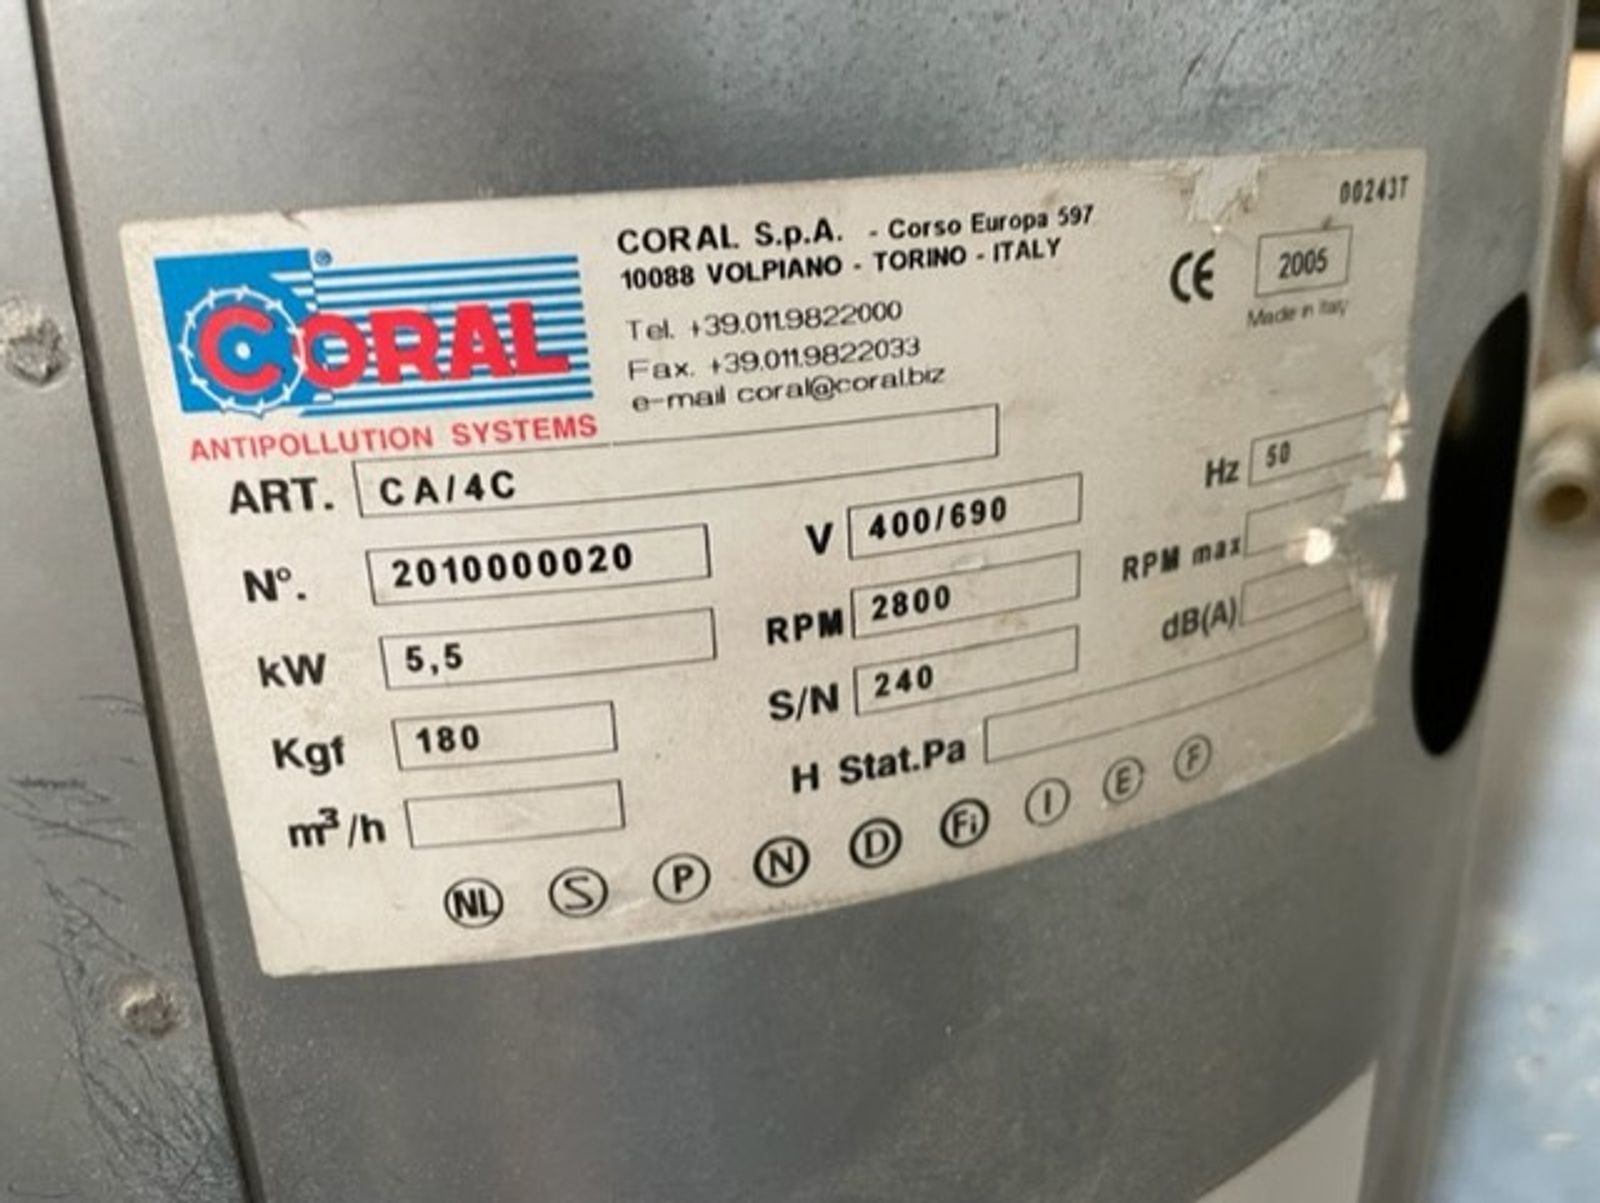 00243T
CORAL S.p.A. - Corso Europa 597
10088 VOLPIANO - TORINO - ITALY
Tel. +39.011.9822000
Fax. +39.011.9822033
e-mail coral@coral.biz
CE 2005
Made in Italy
®
CORAL
ANTIPOLLUTION SYSTEMS
ART. CA/4C
Hz 50
N°. 2010000020
V 400/690
RPM max
kW 5,5
RPM 2800
dB(A)
Kgf 180
S/N 240
m³/h
H Stat.Pa
NL S P N D Fi I E F